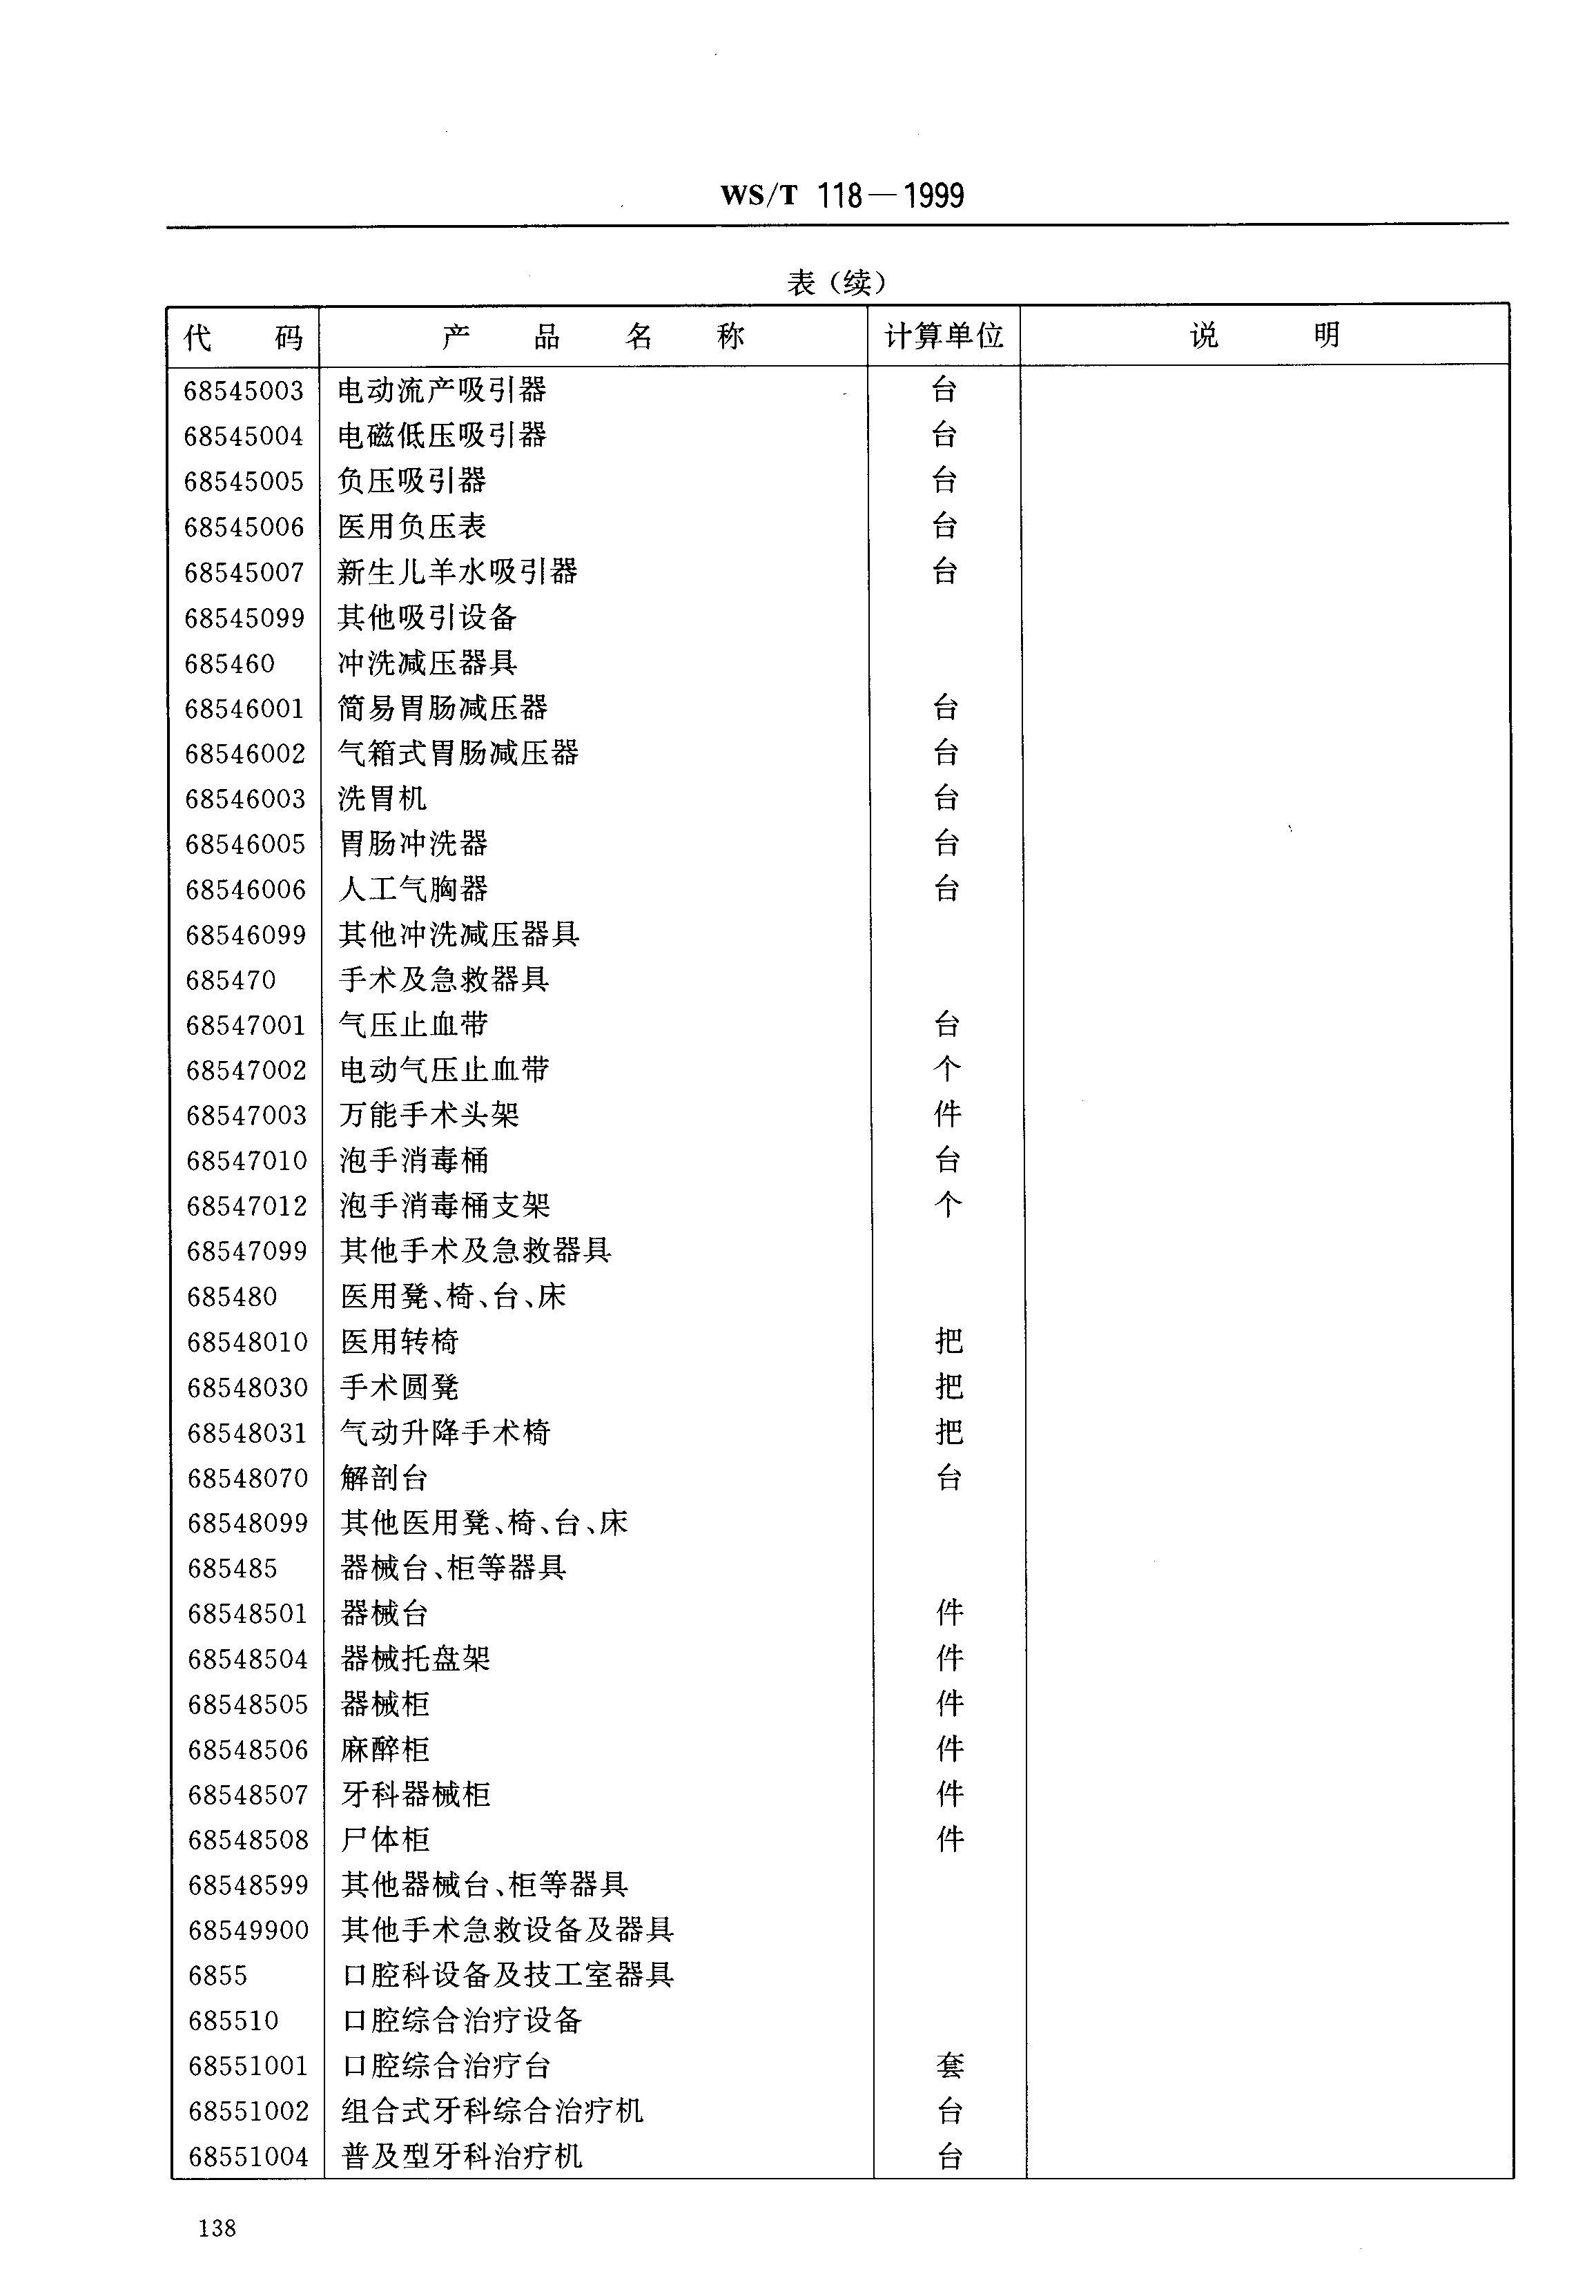 WS/T 118—1999
表（续）
代 码 产 品 名 称 计算单位 说 明
68545003 电动流产吸引器 台
68545004 电磁低压吸引器 台
68545005 负压吸引器 台
68545006 医用负压表 台
68545007 新生儿羊水吸引器 台
68545099 其他吸引设备
685460 冲洗减压器具
68546001 简易胃肠减压器 台
68546002 气箱式胃肠减压器 台
68546003 洗胃机 台
68546005 胃肠冲洗器 台
68546006 人工气胸器 台
68546099 其他冲洗减压器具
685470 手术及急救器具
68547001 气压止血带 台
68547002 电动气压止血带 个
68547003 万能手术头架 件
68547010 泡手消毒桶 台
68547012 泡手消毒桶支架 个
68547099 其他手术及急救器具
685480 医用凳、椅、台、床
68548010 医用转椅 把
68548030 手术圆凳 把
68548031 气动升降手术椅 把
68548070 解剖台 台
68548099 其他医用凳、椅、台、床
685485 器械台、柜等器具
68548501 器械台 件
68548504 器械托盘架 件
68548505 器械柜 件
68548506 麻醉柜 件
68548507 牙科器械柜 件
68548508 尸体柜 件
68548599 其他器械台、柜等器具
68549900 其他手术急救设备及器具
6855 口腔科设备及技工室器具
685510 口腔综合治疗设备
68551001 口腔综合治疗台 套
68551002 组合式牙科综合治疗机 台
68551004 普及型牙科治疗机 台
138